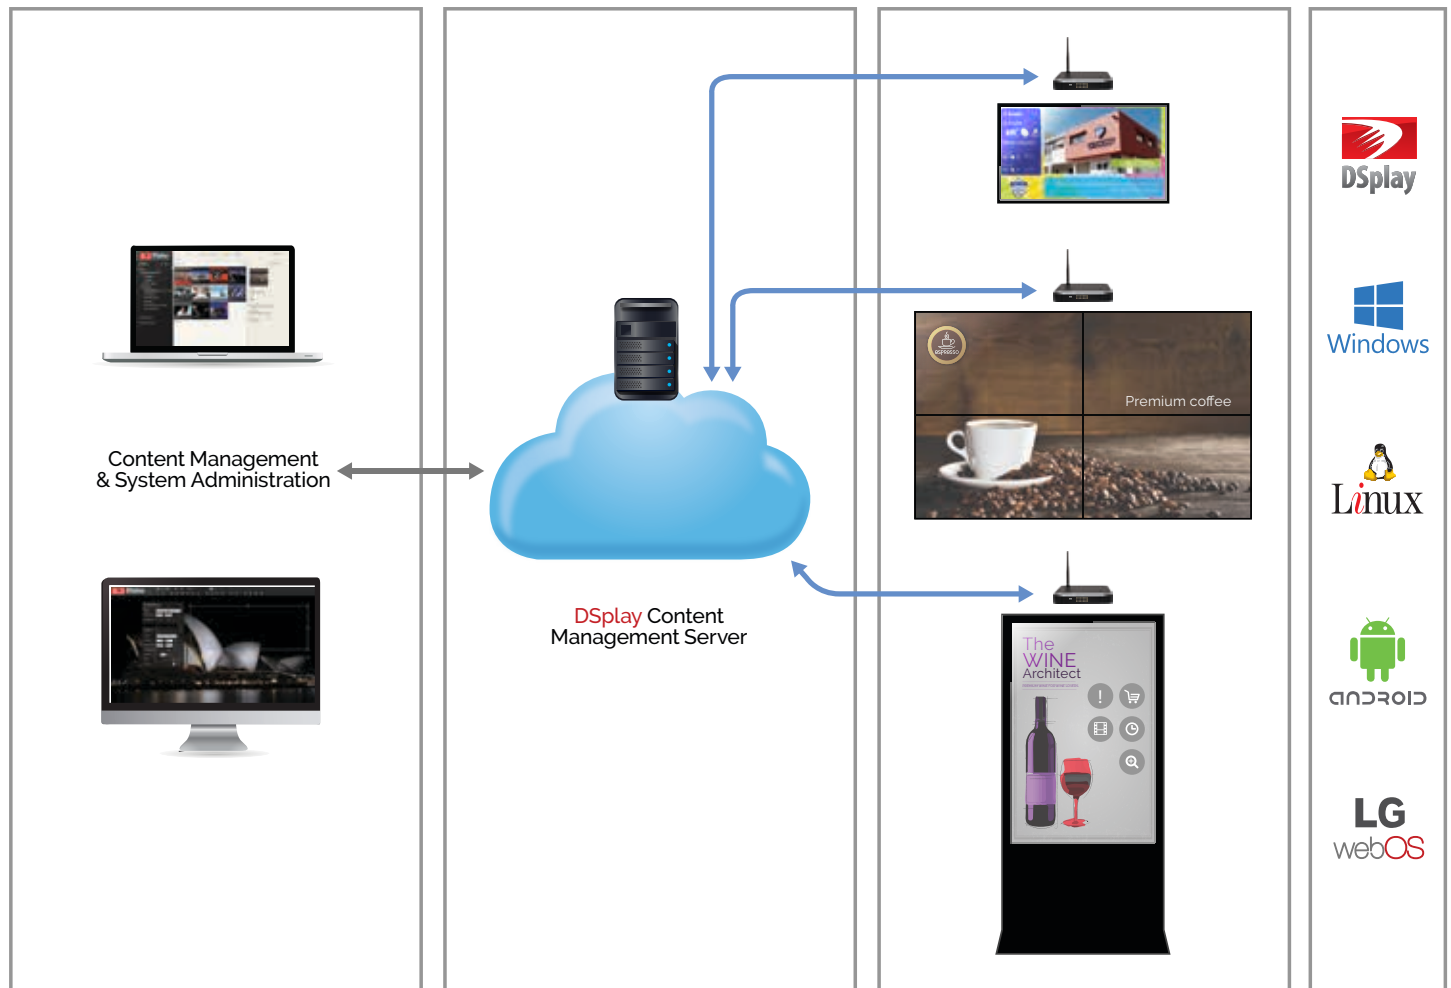 Content Management
& System Administration
DSplay Content
Management Server
espresso
Premium coffee
The
WINE
Architect
DSplay
Windows
Linux
android
LG
webOS